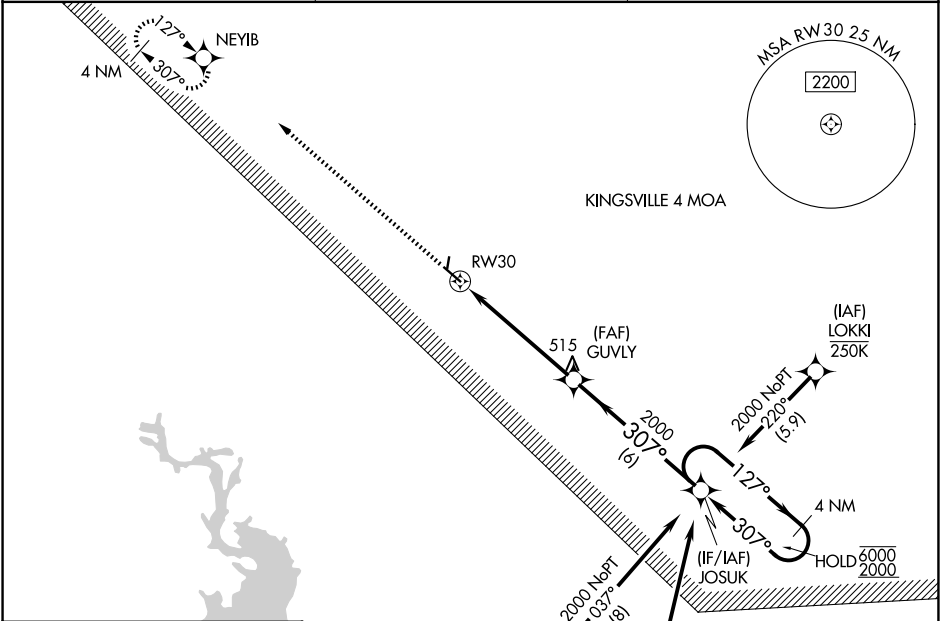 127°
NEYIB
4 NM
307°
MSA RW30 25 NM
2200
KINGSVILLE 4 MOA
RW30
515
(FAF)
GUVLY
(IAF)
LOKKI
250K
2000 NoPT
220°
(5.9)
2000
307°
(6)
127°
4 NM
307°
HOLD 6000
2000
(IF/IAF)
JOSUK
2000 NoPT
037°
(8)